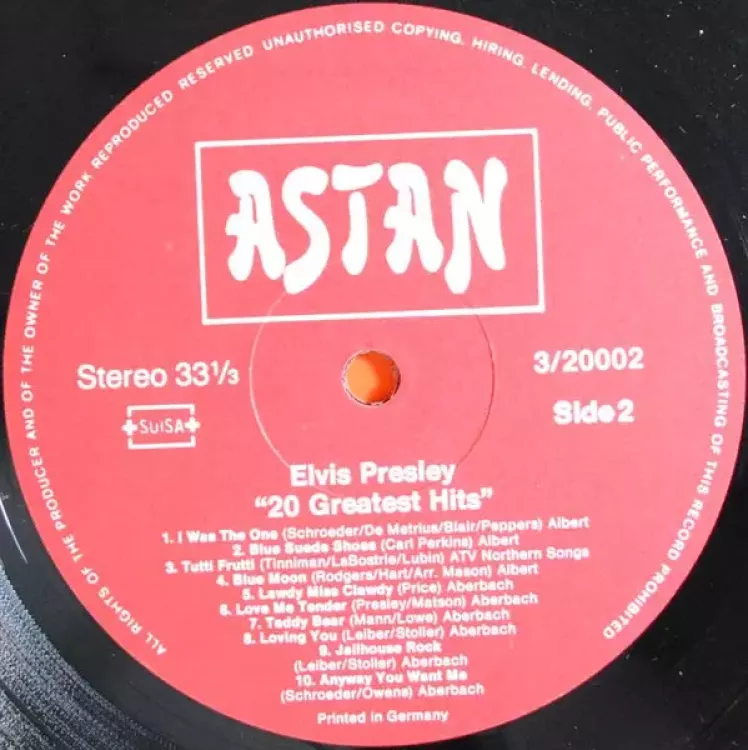 ALL RIGHTS OF THE PRODUCER AND OF THE OWNER OF THE WORK REPRODUCED RESERVED UNAUTHORISED COPYING, HIRING, LENDING, PUBLIC PERFORMANCE AND BROADCASTING OF THIS RECORD PROHIBITED
ASTAN
Stereo 33⅓
3/20002
SUISA
Side 2
Elvis Presley
"20 Greatest Hits"
1. I Was The One (Schroeder/De Metrius/Blair/Peppers) Albert
2. Blue Suede Shoes (Carl Perkins) Albert
3. Tutti Frutti (Tinniman/LaBostrie/Lubin) ATV Northern Songs
4. Blue Moon (Rodgers/Hart/Arr. Mason) Albert
5. Lawdy Miss Clawdy (Price) Aberbach
6. Love Me Tender (Presley/Matson) Aberbach
7. Teddy Bear (Mann/Lowe) Aberbach
8. Loving You (Leiber/Stoller) Aberbach
9. Jailhouse Rock
(Leiber/Stoller) Aberbach
10. Anyway You Want Me
(Schroeder/Owens) Aberbach
Printed in Germany